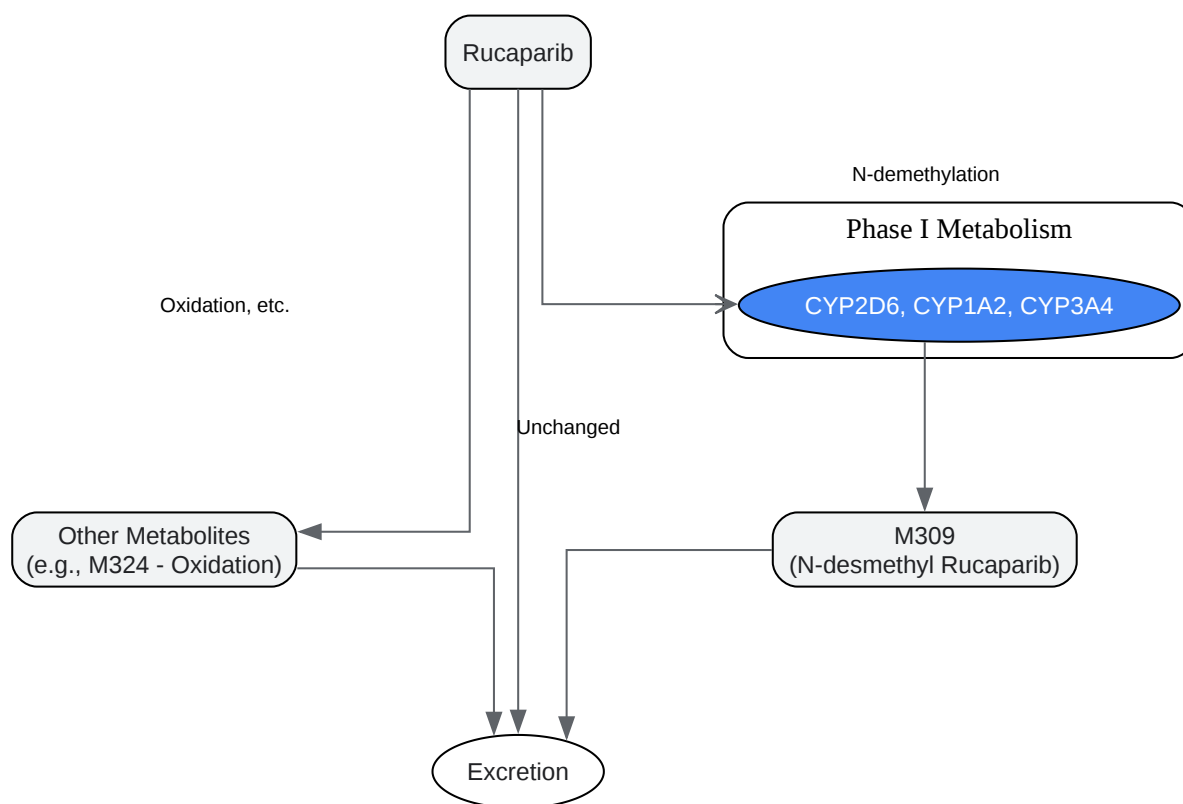 Rucaparib
N-demethylation
Phase I Metabolism
CYP2D6, CYP1A2, CYP3A4
Oxidation, etc.
Unchanged
Other Metabolites
(e.g., M324 - Oxidation)
M309
(N-desmethyl Rucaparib)
Excretion